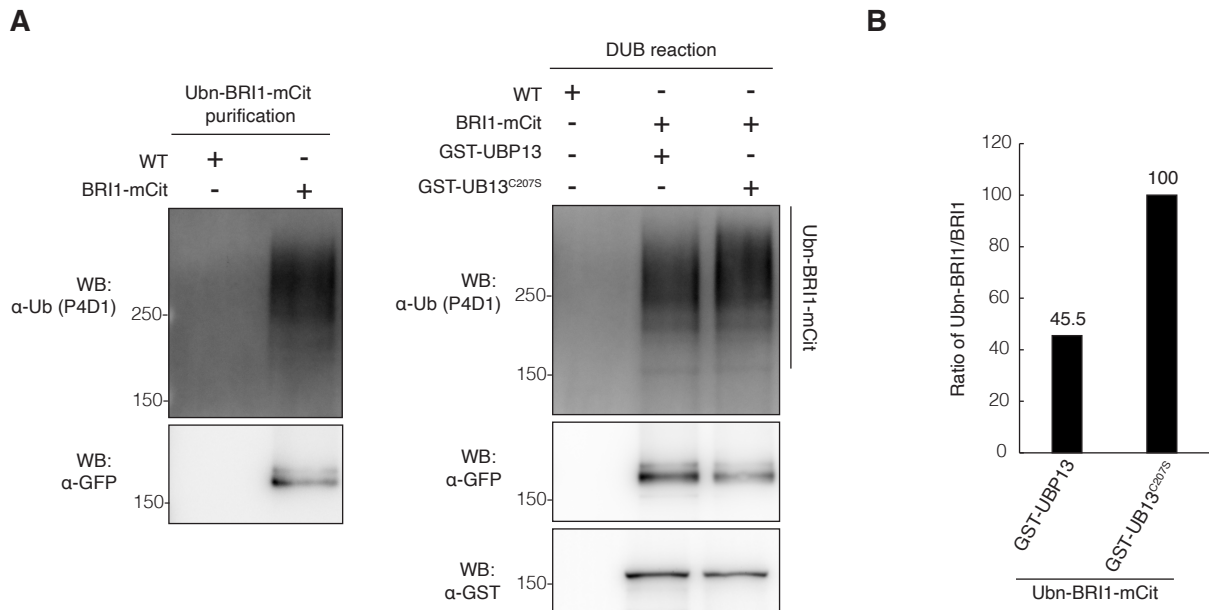 A
Ubn-BRI1-mCit
purification
WT + -
BRI1-mCit - +
WB:
α-Ub (P4D1)
250
150
WB:
α-GFP
150
DUB reaction
WT + - -
BRI1-mCit - + +
GST-UBP13 - + -
GST-UB13C207S - - +
WB:
α-Ub (P4D1)
250
150
Ubn-BRI1-mCit
WB:
α-GFP
150
WB:
α-GST
150
B
Ratio of Ubn-BRI1/BRI1
120
100
80
60
40
20
0
45.5
100
GST-UBP13
GST-UB13C207S
Ubn-BRI1-mCit